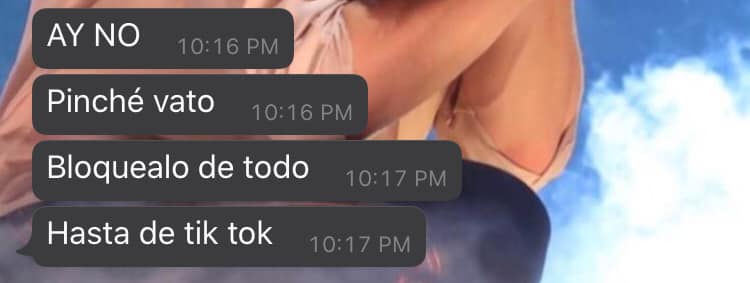 AY NO 10:16 PM
Pinché vato 10:16 PM
Bloquealo de todo 10:17 PM
Hasta de tik tok 10:17 PM